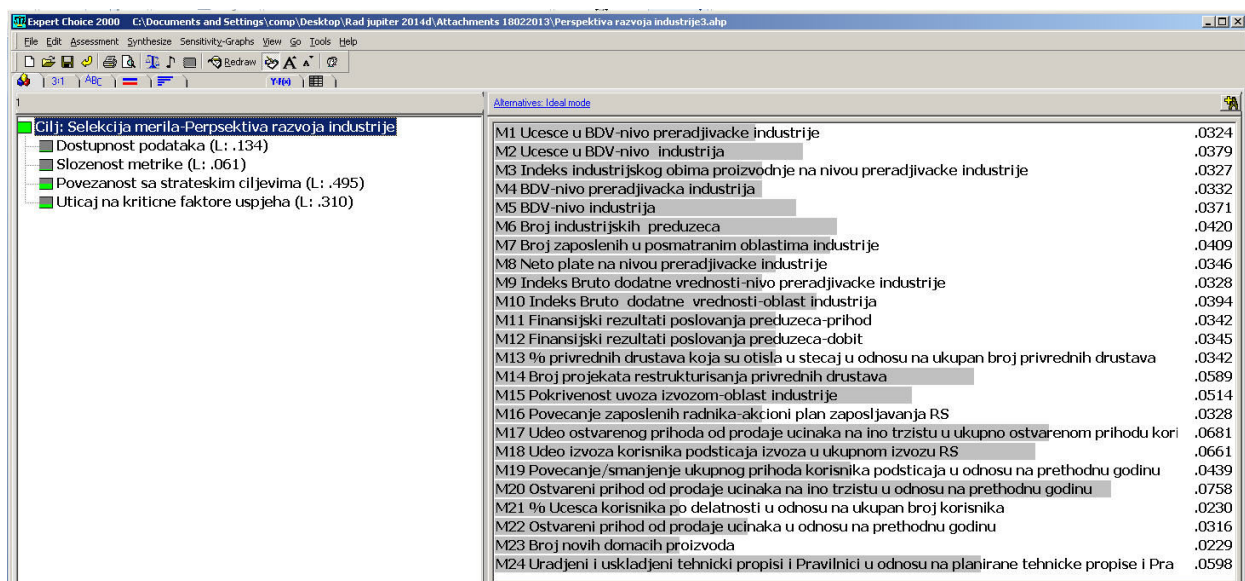 Expert Choice 2000 C:\Documents and Settings\comp\Desktop\Rad jupiter 2014d\Attachments 18022013\Perspektiva razvoja industrije3.ahp
File Edit Assessment Synthesize Sensitivity-Graphs View Go Tools Help
Redraw A A
3:1 ABC Y=f(x)
1
Alternatives: Ideal mode
Cilj: Selekcija merila-Perpsektiva razvoja industrije
Dostupnost podataka (L: .134)
Slozenost metrike (L: .061)
Povezanost sa strateskim ciljevima (L: .495)
Uticaj na kriticne faktore uspjeha (L: .310)
M1 Ucesce u BDV-nivo preradjivacke industrije .0324
M2 Ucesce u BDV-nivo industrija .0379
M3 Indeks industrijskog obima proizvodnje na nivou preradjivacke industrije .0327
M4 BDV-nivo preradjivacka industrija .0332
M5 BDV-nivo industrija .0371
M6 Broj industrijskih preduzeca .0420
M7 Broj zaposlenih u posmatranim oblastima industrije .0409
M8 Neto plate na nivou preradjivacke industrije .0346
M9 Indeks Bruto dodatne vrednosti-nivo preradjivacke industrije .0328
M10 Indeks Bruto dodatne vrednosti-oblast industrija .0394
M11 Finansijski rezultati poslovanja preduzeca-prihod .0342
M12 Finansijski rezultati poslovanja preduzeca-dobit .0345
M13 % privrednih drustava koja su otisla u stecaj u odnosu na ukupan broj privrednih drustava .0342
M14 Broj projekata restrukturisanja privrednih drustava .0589
M15 Pokrivenost uvoza izvozom-oblast industrije .0514
M16 Povecanje zaposlenih radnika-akcioni plan zaposljavanja RS .0328
M17 Udeo ostvarenog prihoda od prodaje ucinaka na ino trzistu u ukupno ostvarenom prihodu kori .0681
M18 Udeo izvoza korisnika podsticaja izvoza u ukupnom izvozu RS .0661
M19 Povecanje/smanjenje ukupnog prihoda korisnika podsticaja u odnosu na prethodnu godinu .0439
M20 Ostvareni prihod od prodaje ucinaka na ino trzistu u odnosu na prethodnu godinu .0758
M21 % Ucesca korisnika po delatnosti u odnosu na ukupan broj korisnika .0230
M22 Ostvareni prihod od prodaje ucinaka u odnosu na prethodnu godinu .0316
M23 Broj novih domacih proizvoda .0229
M24 Uradjeni i uskladjeni tehnicki propisi i Pravilnici u odnosu na planirane tehnicke propise i Pra .0598